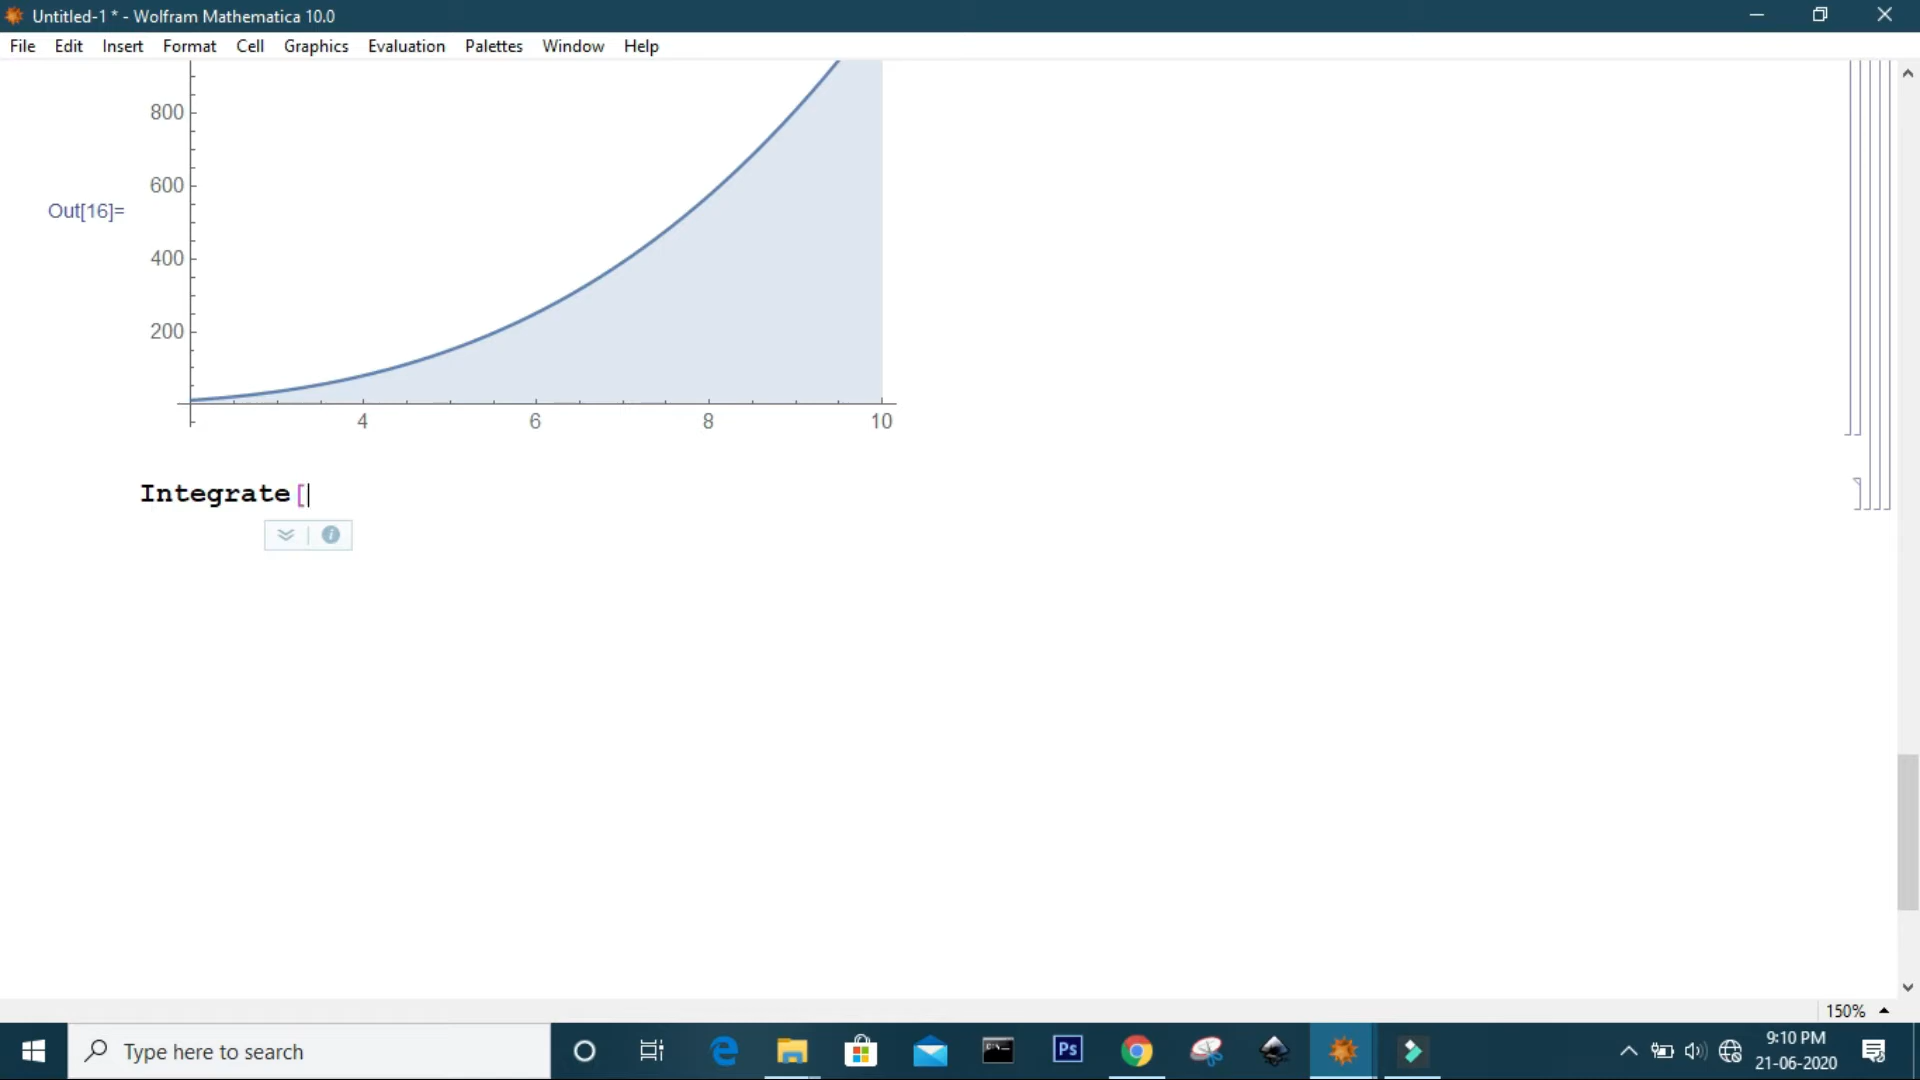 Untitled-1 * - Wolfram Mathematica 10.0
File Edit Insert Format Cell Graphics Evaluation Palettes Window Help
800
600
Out[16]=
400
200
4 6 8 10
Integrate[
150%
Type here to search
Ps
9:10 PM
21-06-2020